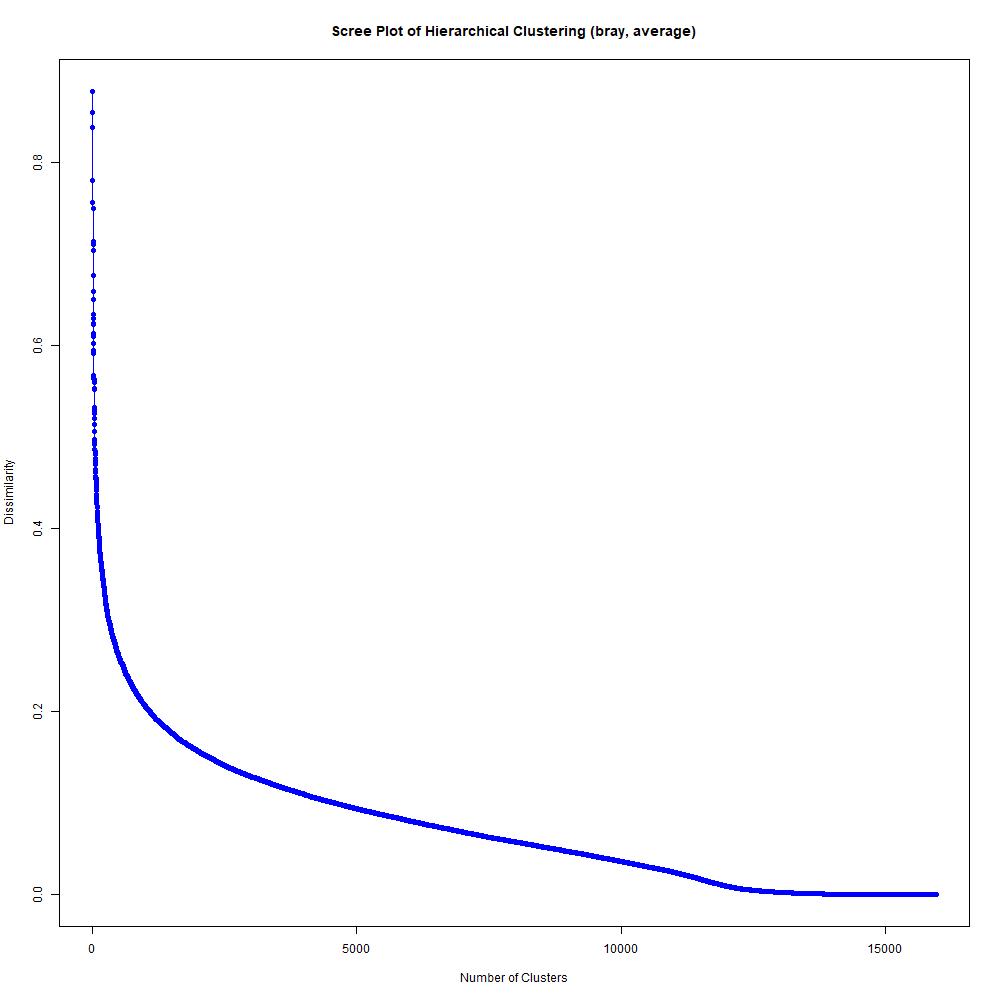 Scree Plot of Hierarchical Clustering (bray, average)
0.8
0.6
0.4
0.2
0.0
Dissimilarity
0 5000 10000 15000
Number of Clusters